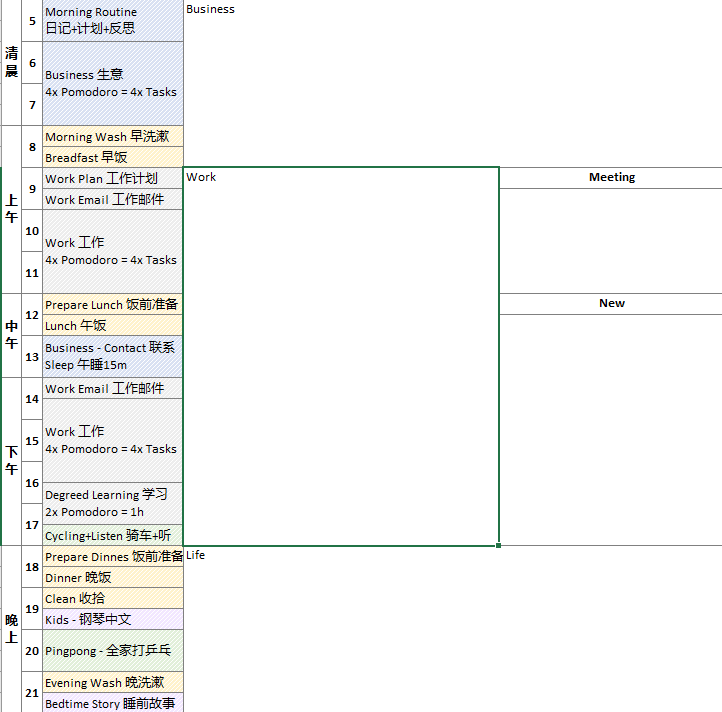 清
晨
5
Morning Routine
日记+计划+反思
Business
6
Business 生意
4x Pomodoro = 4x Tasks
7
8
Morning Wash 早洗漱
Breadfast 早饭
上
午
9
Work Plan 工作计划
Work Email 工作邮件
Work
Meeting
10
Work 工作
4x Pomodoro = 4x Tasks
11
中
午
12
Prepare Lunch 饭前准备
Lunch 午饭
New
13
Business - Contact 联系
Sleep 午睡15m
下
午
14
Work Email 工作邮件
15
Work 工作
4x Pomodoro = 4x Tasks
16
Degreed Learning 学习
2x Pomodoro = 1h
17
Cycling+Listen 骑车+听
晚
上
18
Prepare Dinnes 饭前准备
Life
Dinner 晚饭
19
Clean 收拾
Kids - 钢琴中文
20
Pingpong - 全家打乒乓
21
Evening Wash 晚洗漱
Bedtime Story 睡前故事